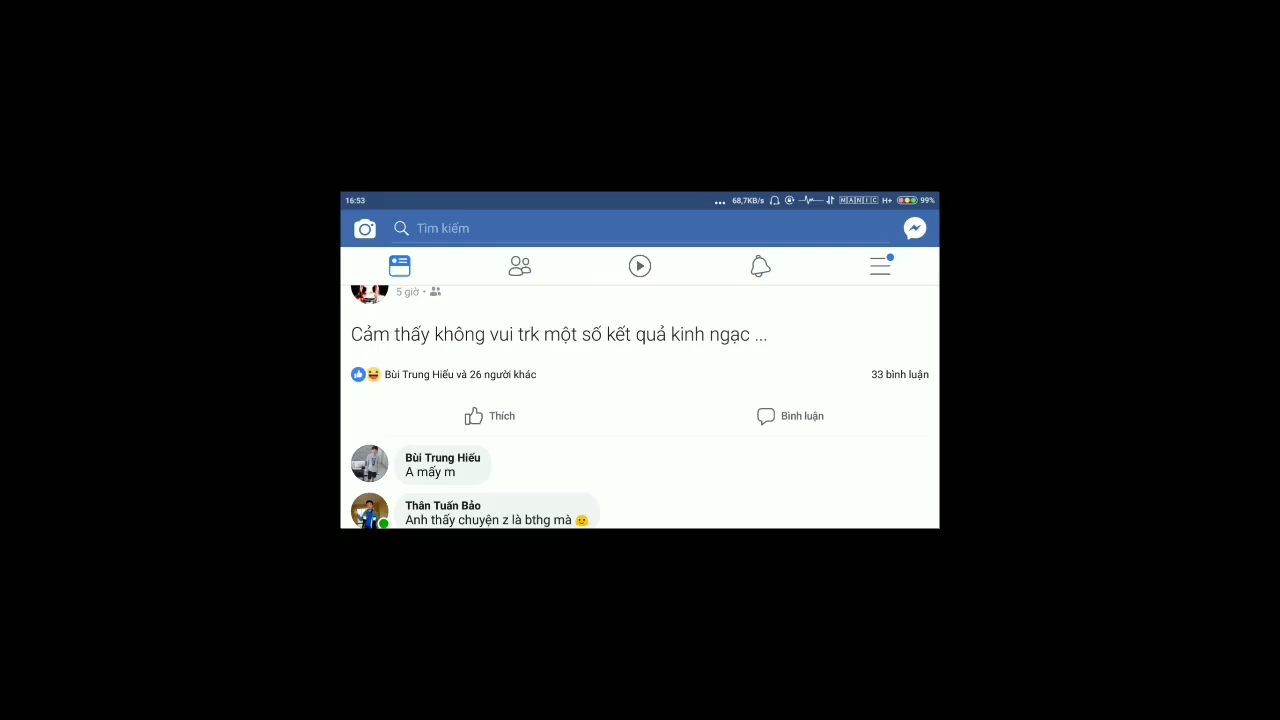 16:53
... 68,7KB/s MANIC H+ 99%
Tìm kiếm
5 giờ •
Cảm thấy không vui trk một số kết quả kinh ngạc ...
Bùi Trung Hiếu và 26 người khác 33 bình luận
Thích Bình luận
Bùi Trung Hiếu
A mấy m
Thân Tuấn Bảo
Anh thấy chuyện z là bthg mà